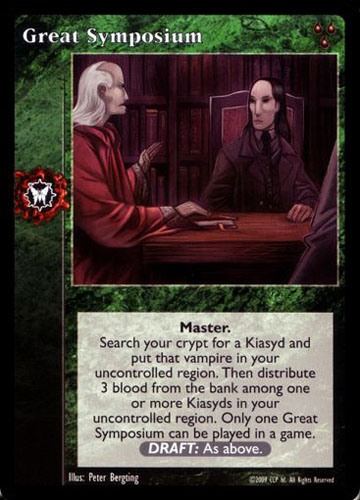 Great Symposium
Master.
Search your crypt for a Kiasyd and
put that vampire in your
uncontrolled region. Then distribute
3 blood from the bank among one
or more Kiasyds in your
uncontrolled region. Only one Great
Symposium can be played in a game.
DRAFT: As above.
Illus: Peter Bergting ©2009 CCP hf. All Rights Reserved